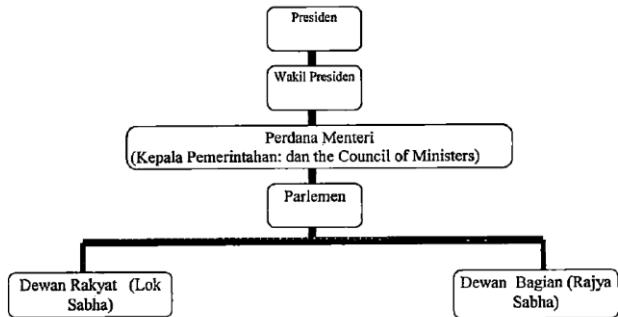 Presiden
Wakil Presiden
Perdana Menteri
(Kepala Pemerintahan: dan the Council of Ministers)
Parlemen
Dewan Rakyat (Lok
Sabha)
Dewan Bagian (Rajya
Sabha)